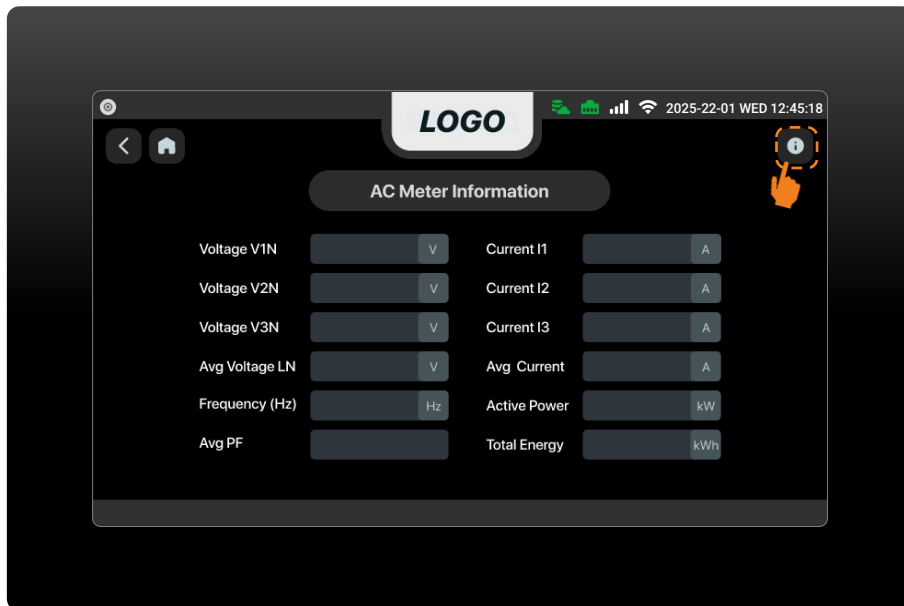 LOGO
2025-22-01 WED 12:45:18
AC Meter Information
Voltage V1N V Current I1 A
Voltage V2N V Current I2 A
Voltage V3N V Current I3 A
Avg Voltage LN V Avg Current A
Frequency (Hz) Hz Active Power kW
Avg PF Total Energy kWh